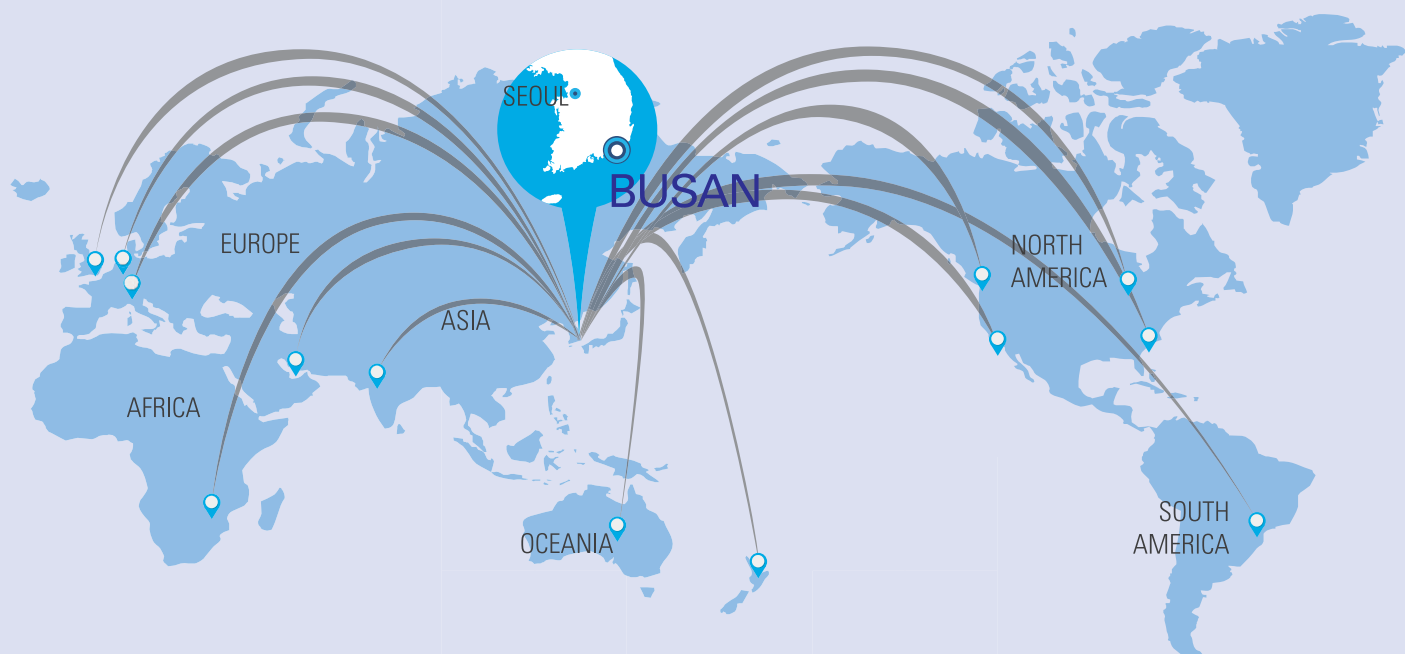 SEOUL
BUSAN
EUROPE
NORTH
AMERICA
ASIA
AFRICA
SOUTH
AMERICA
OCEANIA